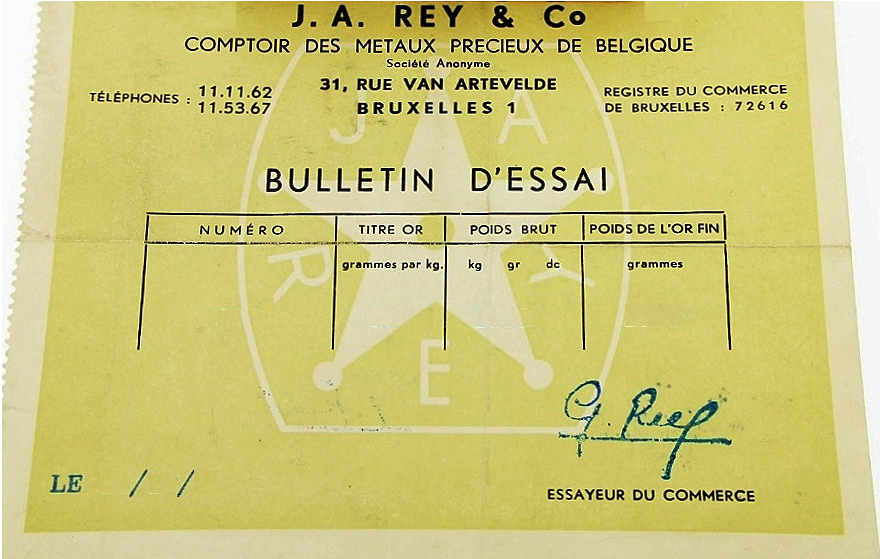 J. A. REY & Co
COMPTOIR DES METAUX PRECIEUX DE BELGIQUE
Société Anonyme
31, RUE VAN ARTEVELDE
BRUXELLES 1
TÉLÉPHONES : 11.11.62
11.53.67
REGISTRE DU COMMERCE
DE BRUXELLES : 72616
J A
R E Y
BULLETIN D'ESSAI
NUMÉRO TITRE OR POIDS BRUT POIDS DE L'OR FIN
grammes par kg. kg gr dc grammes
LE / /
ESSAYEUR DU COMMERCE